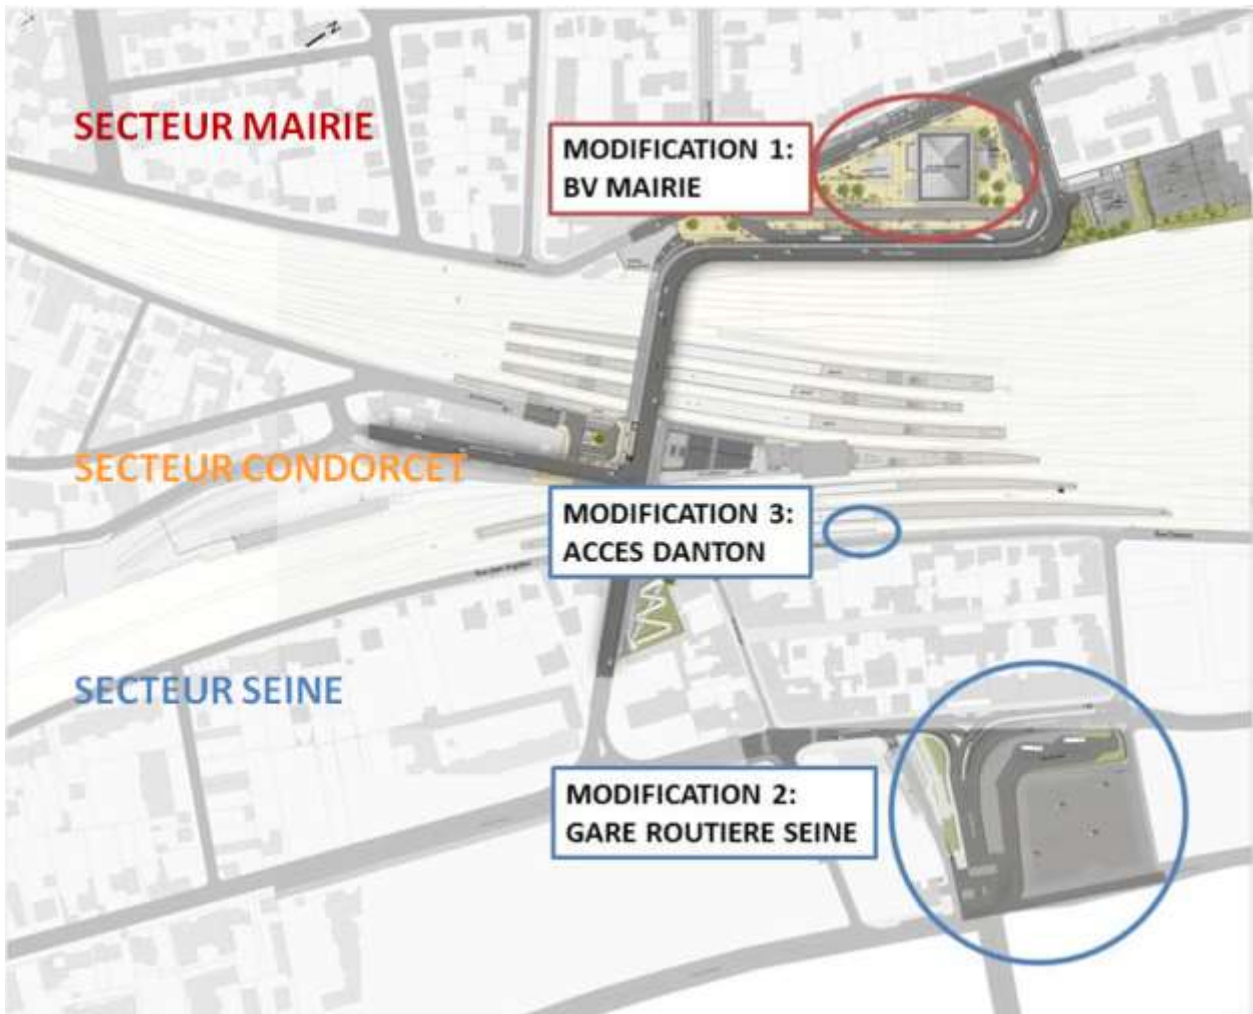 N
SECTEUR MAIRIE
MODIFICATION 1:
BV MAIRIE
SECTEUR CONDORCET
MODIFICATION 3:
ACCES DANTON
SECTEUR SEINE
MODIFICATION 2:
GARE ROUTIERE SEINE